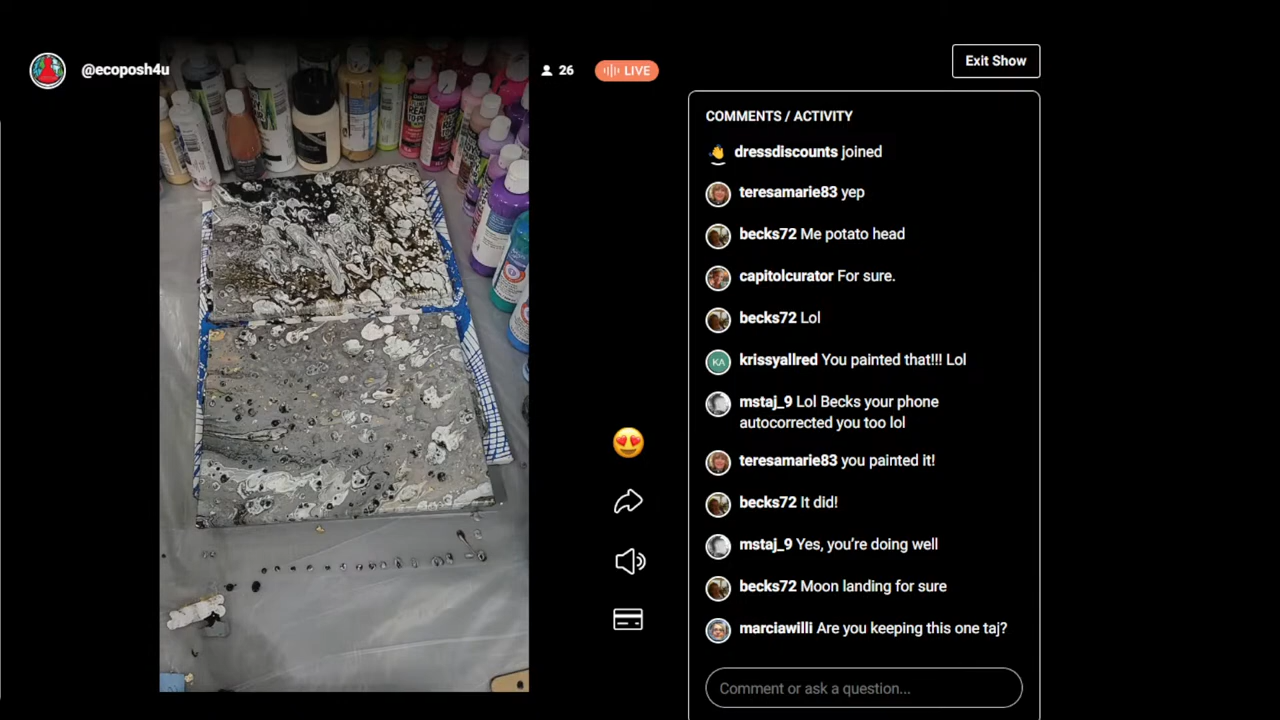 @ecoposh4u
26
LIVE
Exit Show
COMMENTS / ACTIVITY
dressdiscounts joined
teresamarie83 yep
becks72 Me potato head
capitolcurator For sure.
becks72 Lol
KA
krissyallred You painted that!!! Lol
mstaj_9 Lol Becks your phone
autocorrected you too lol
teresamarie83 you painted it!
becks72 It did!
mstaj_9 Yes, you’re doing well
becks72 Moon landing for sure
marciawilli Are you keeping this one taj?
Comment or ask a question...